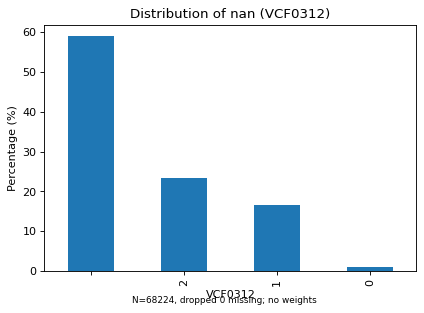 Distribution of nan (VCF0312)
Percentage (%)
60
50
40
30
20
10
0
2
1
0
VCF0312
N=68224, dropped 0 missing; no weights